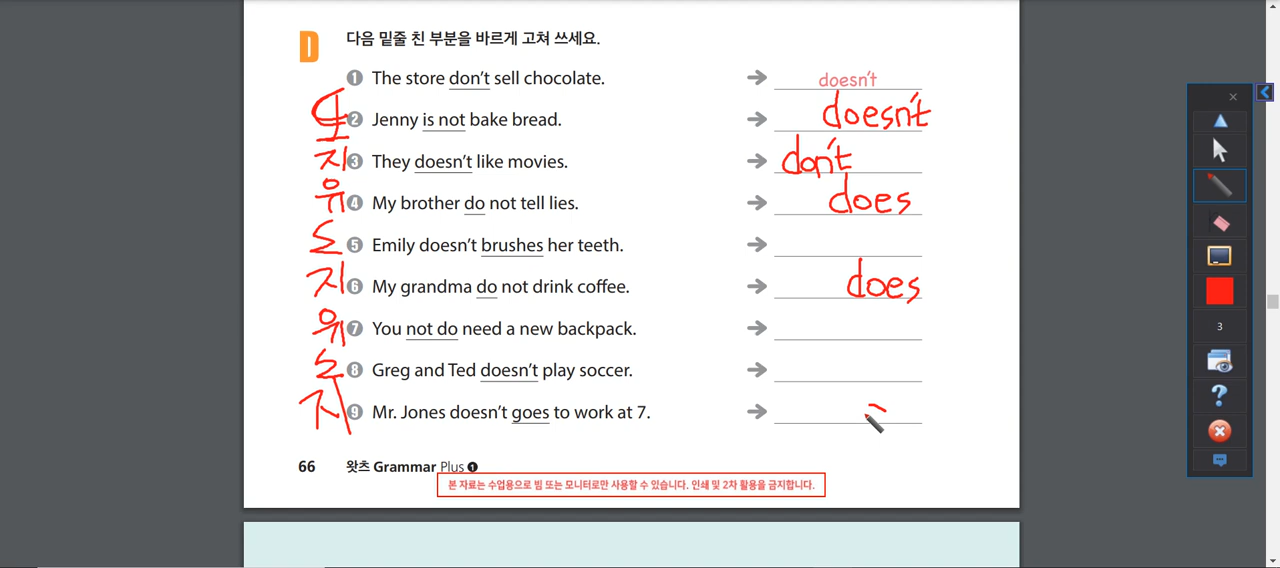 D 다음 밑줄 친 부분을 바르게 고쳐 쓰세요.
1 The store don't sell chocolate. → doesn't
2 Jenny is not bake bread. → doesn't
지 3 They doesn't like movies. → don't
유 4 My brother do not tell lies. → does
5 Emily doesn't brushes her teeth. →
지 6 My grandma do not drink coffee. → does
유 7 You not do need a new backpack. →
8 Greg and Ted doesn't play soccer. →
지 9 Mr. Jones doesn't goes to work at 7. →
66 왓츠 Grammar Plus 1
본 자료는 수업용으로 빔 또는 모니터로만 사용할 수 있습니다. 인쇄 및 2차 활용을 금지합니다.
3